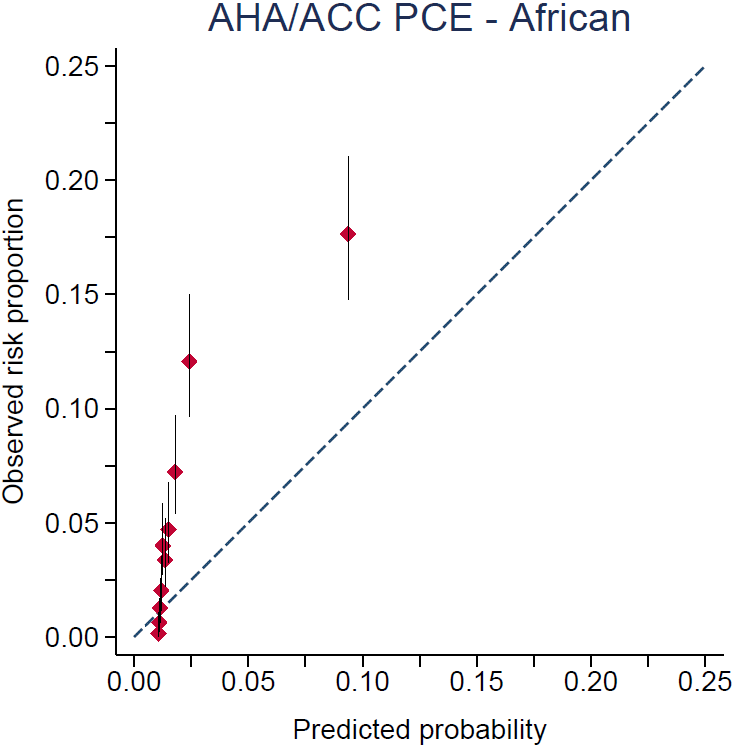 AHA/ACC PCE - African
0.25
0.20
0.15
0.10
0.05
0.00
Observed risk proportion
0.00 0.05 0.10 0.15 0.20 0.25
Predicted probability